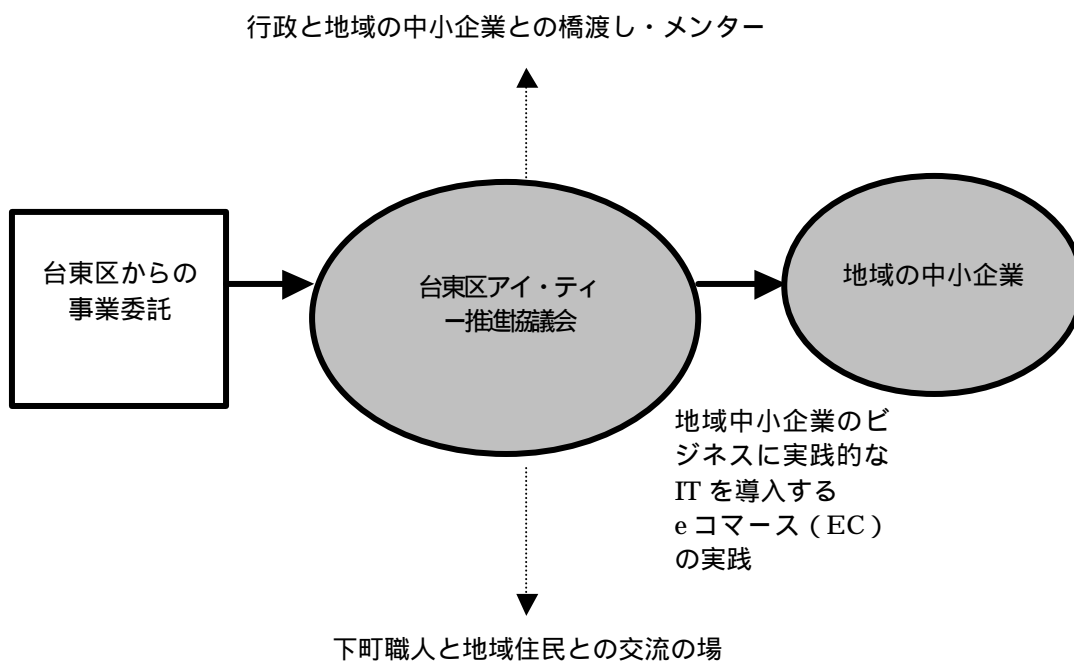 行政と地域の中小企業との橋渡し・メンター
台東区からの
事業委託
台東区アイ・ティ
ー推進協議会
地域の中小企業
地域中小企業のビ
ジネスに実践的な
IT を導入する
e コマース（EC）
の実践
下町職人と地域住民との交流の場